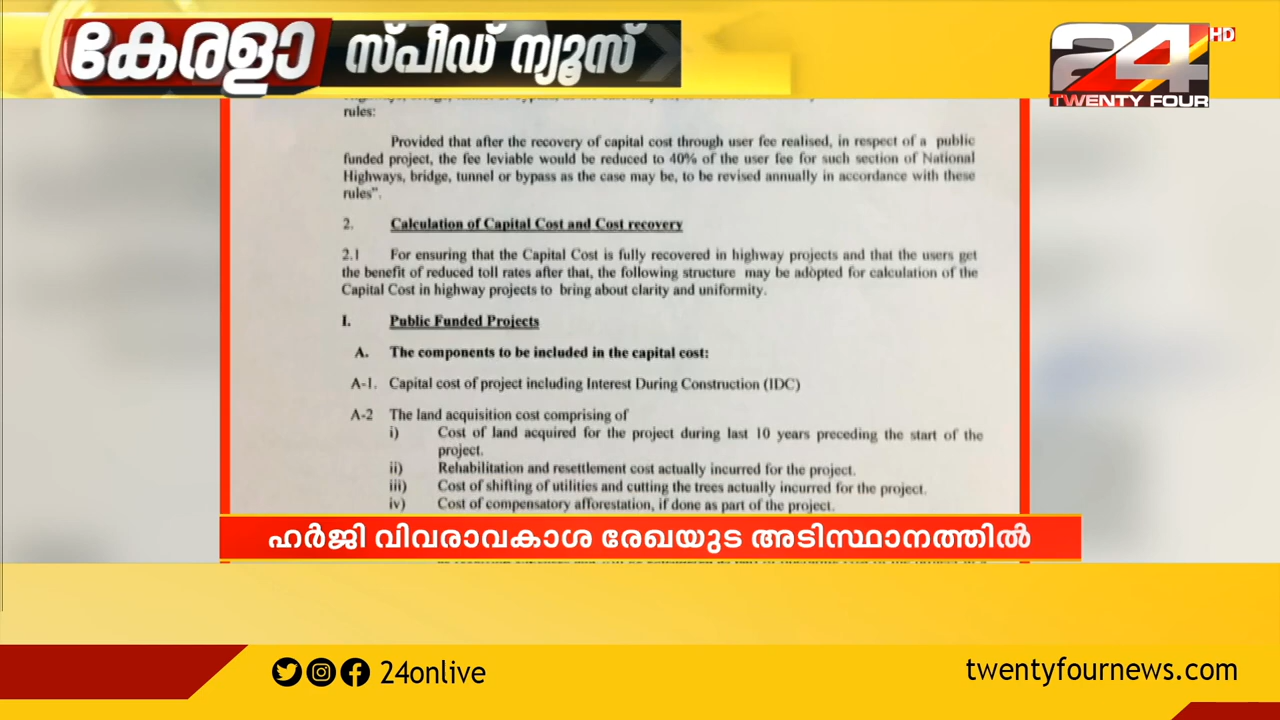 കേരളാ സ്പീഡ് ന്യൂസ്
24 HD
TWENTY FOUR
rules:
Provided that after the recovery of capital cost through user fee realised, in respect of a public
funded project, the fee leviable would be reduced to 40% of the user fee for such section of National
Highways, bridge, tunnel or bypass as the case may be, to be revised annually in accordance with these
rules".
2. Calculation of Capital Cost and Cost recovery
2.1 For ensuring that the Capital Cost is fully recovered in highway projects and that the users get
the benefit of reduced toll rates after that, the following structure may be adopted for calculation of the
Capital Cost in highway projects to bring about clarity and uniformity.
I. Public Funded Projects
A. The components to be included in the capital cost:
A-1. Capital cost of project including Interest During Construction (IDC)
A-2 The land acquisition cost comprising of
i) Cost of land acquired for the project during last 10 years preceding the start of the
project.
ii) Rehabilitation and resettlement cost actually incurred for the project.
iii) Cost of shifting of utilities and cutting the trees actually incurred for the project.
iv) Cost of compensatory afforestation, if done as part of the project.
ഹർജി വിവരാവകാശ രേഖയുടെ അടിസ്ഥാനത്തിൽ
24onlive
twentyfournews.com